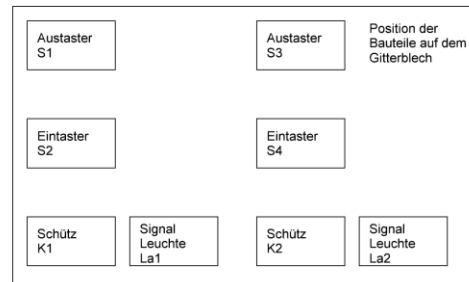 Austaster
S1
Austaster
S3
Position der
Bauteile auf dem
Gitterblech
Eintaster
S2
Eintaster
S4
Schütz
K1
Signal
Leuchte
La1
Schütz
K2
Signal
Leuchte
La2